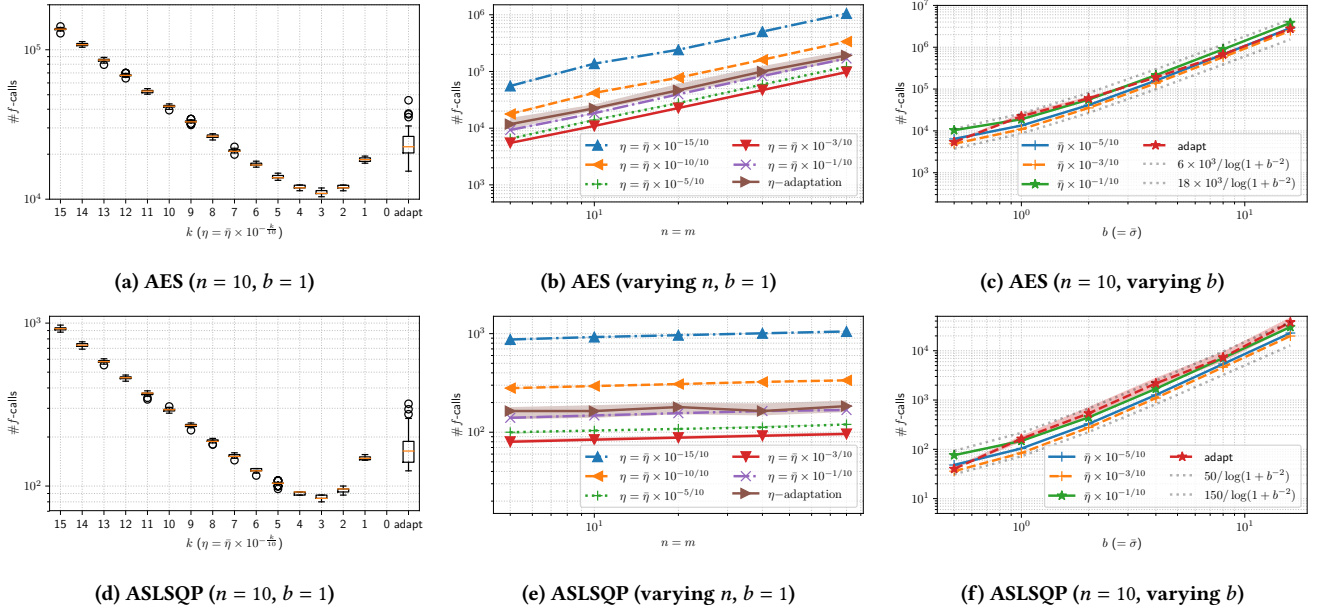 10^5
10^4
# f-calls
15 14 13 12 11 10 9 8 7 6 5 4 3 2 1 0 adapt
k (η = η̄ × 10^{-k/10})
(a) AES (n = 10, b = 1)
10^6
10^5
10^4
10^3
# f-calls
η = η̄ × 10^{-15/10}
η = η̄ × 10^{-10/10}
η = η̄ × 10^{-5/10}
η = η̄ × 10^{-3/10}
η = η̄ × 10^{-1/10}
η−adaptation
10^1
n = m
(b) AES (varying n, b = 1)
10^7
10^6
10^5
10^4
10^3
10^2
# f-calls
η̄ × 10^{-5/10}
η̄ × 10^{-3/10}
η̄ × 10^{-1/10}
adapt
6 × 10^3/log(1 + b^{-2})
18 × 10^3/log(1 + b^{-2})
10^0
10^1
b (= σ̄)
(c) AES (n = 10, varying b)
10^3
10^2
# f-calls
15 14 13 12 11 10 9 8 7 6 5 4 3 2 1 0 adapt
k (η = η̄ × 10^{-k/10})
(d) ASLSQP (n = 10, b = 1)
10^3
10^2
# f-calls
η = η̄ × 10^{-15/10}
η = η̄ × 10^{-10/10}
η = η̄ × 10^{-5/10}
η = η̄ × 10^{-3/10}
η = η̄ × 10^{-1/10}
η−adaptation
10^1
n = m
(e) ASLSQP (varying n, b = 1)
10^4
10^3
10^2
10^1
# f-calls
η̄ × 10^{-5/10}
η̄ × 10^{-3/10}
η̄ × 10^{-1/10}
adapt
50/log(1 + b^{-2})
150/log(1 + b^{-2})
10^0
10^1
b (= σ̄)
(f) ASLSQP (n = 10, varying b)